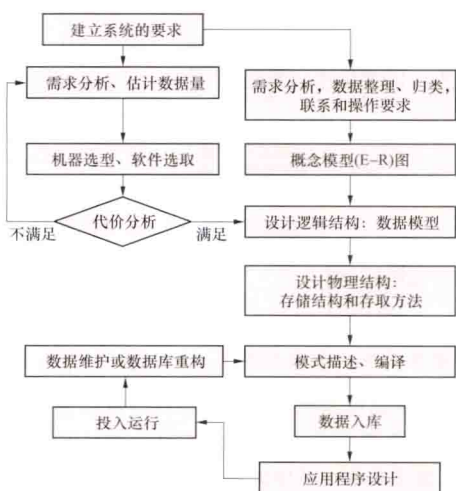 建立系统的要求
需求分析、估计数据量
需求分析，数据整理、归类，
联系和操作要求
机器选型、软件选取
概念模型(E-R)图
代价分析
不满足
满足
设计逻辑结构：数据模型
设计物理结构：
存储结构和存取方法
数据维护或数据库重构
模式描述、编译
投入运行
数据入库
应用程序设计